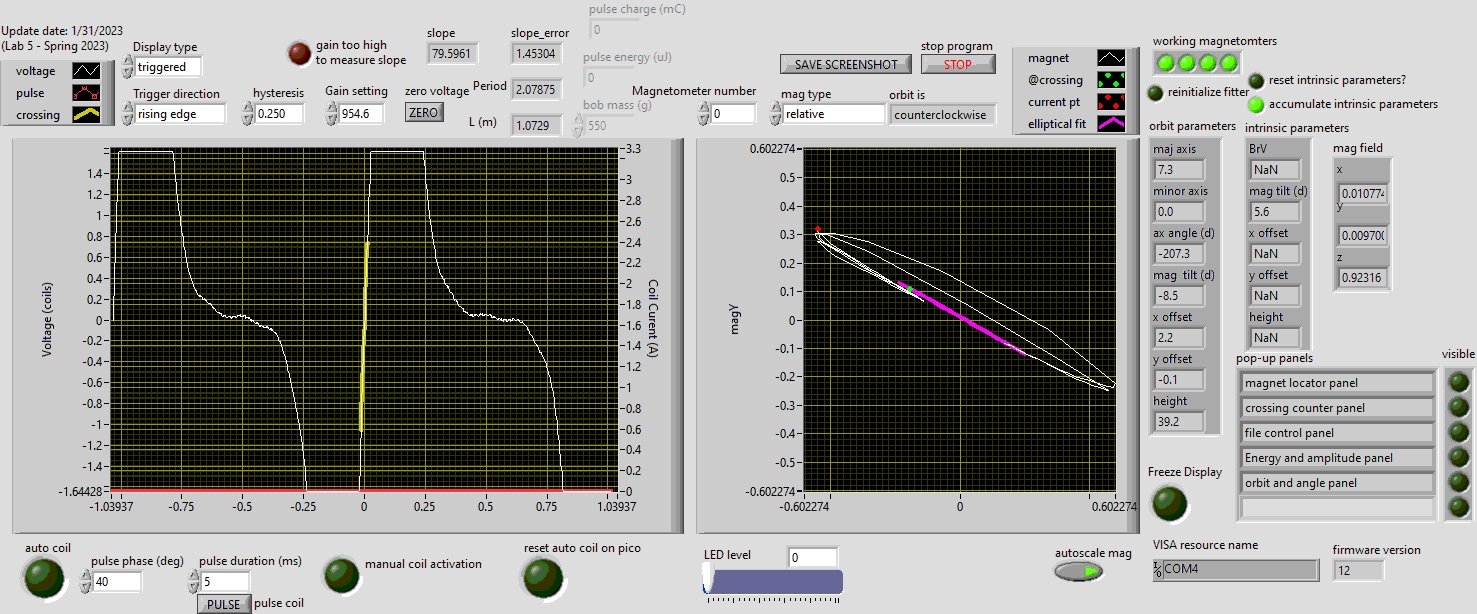 Update date: 1/31/2023
(Lab 5 - Spring 2023)
voltage
pulse
crossing
Display type
triggered
Trigger direction
rising edge
gain too high
to measure slope
hysteresis
0.250
Gain setting
954.6
slope
79.5961
slope_error
1.45304
zero voltage
ZERO
Period
2.07875
L (m)
1.0729
pulse charge (mC)
0
pulse energy (uJ)
0
bob mass (g)
550
Magnetometer number
0
SAVE SCREENSHOT
stop program
STOP
mag type
relative
orbit is
counterclockwise
magnet
@crossing
current pt
elliptical fit
working magnetomters
reinitialize fitter
reset intrinsic parameters?
accumulate intrinsic parameters
orbit parameters
maj axis
7.3
minor axis
0.0
ax angle (d)
-207.3
mag tilt (d)
-8.5
x offset
2.2
y offset
-0.1
height
39.2
intrinsic parameters
BrV
NaN
mag tilt (d)
5.6
x offset
NaN
y offset
NaN
height
NaN
mag field
x
0.01077
y
0.00970
z
0.92316
Voltage (coils)
1.4-
1.2-
1-
0.8-
0.6-
0.4-
0.2-
0-
-0.2-
-0.4-
-0.6-
-0.8-
-1-
-1.2-
-1.4-
-1.64428-
-1.03937
-0.75
-0.5
-0.25
0
0.25
0.5
0.75
1.03937
-3.3
-3
-2.8
-2.6
-2.4
-2.2
-2
-1.8
-1.6
-1.4
-1.2
-1
-0.8
-0.6
-0.4
-0.2
-0
Coil Curent (A)
magy
0.602274-
0.5-
0.4-
0.3-
0.2-
0.1-
0-
-0.1-
-0.2-
-0.3-
-0.4-
-0.5-
-0.602274-
-0.602274
0
0.602274
pop-up panels
visible
magnet locator panel
crossing counter panel
file control panel
Energy and amplitude panel
orbit and angle panel
Freeze Display
auto coil
pulse phase (deg)
40
pulse duration (ms)
5
PULSE
pulse coil
manual coil activation
reset auto coil on pico
LED level
0
autoscale mag
VISA resource name
COM4
firmware version
12